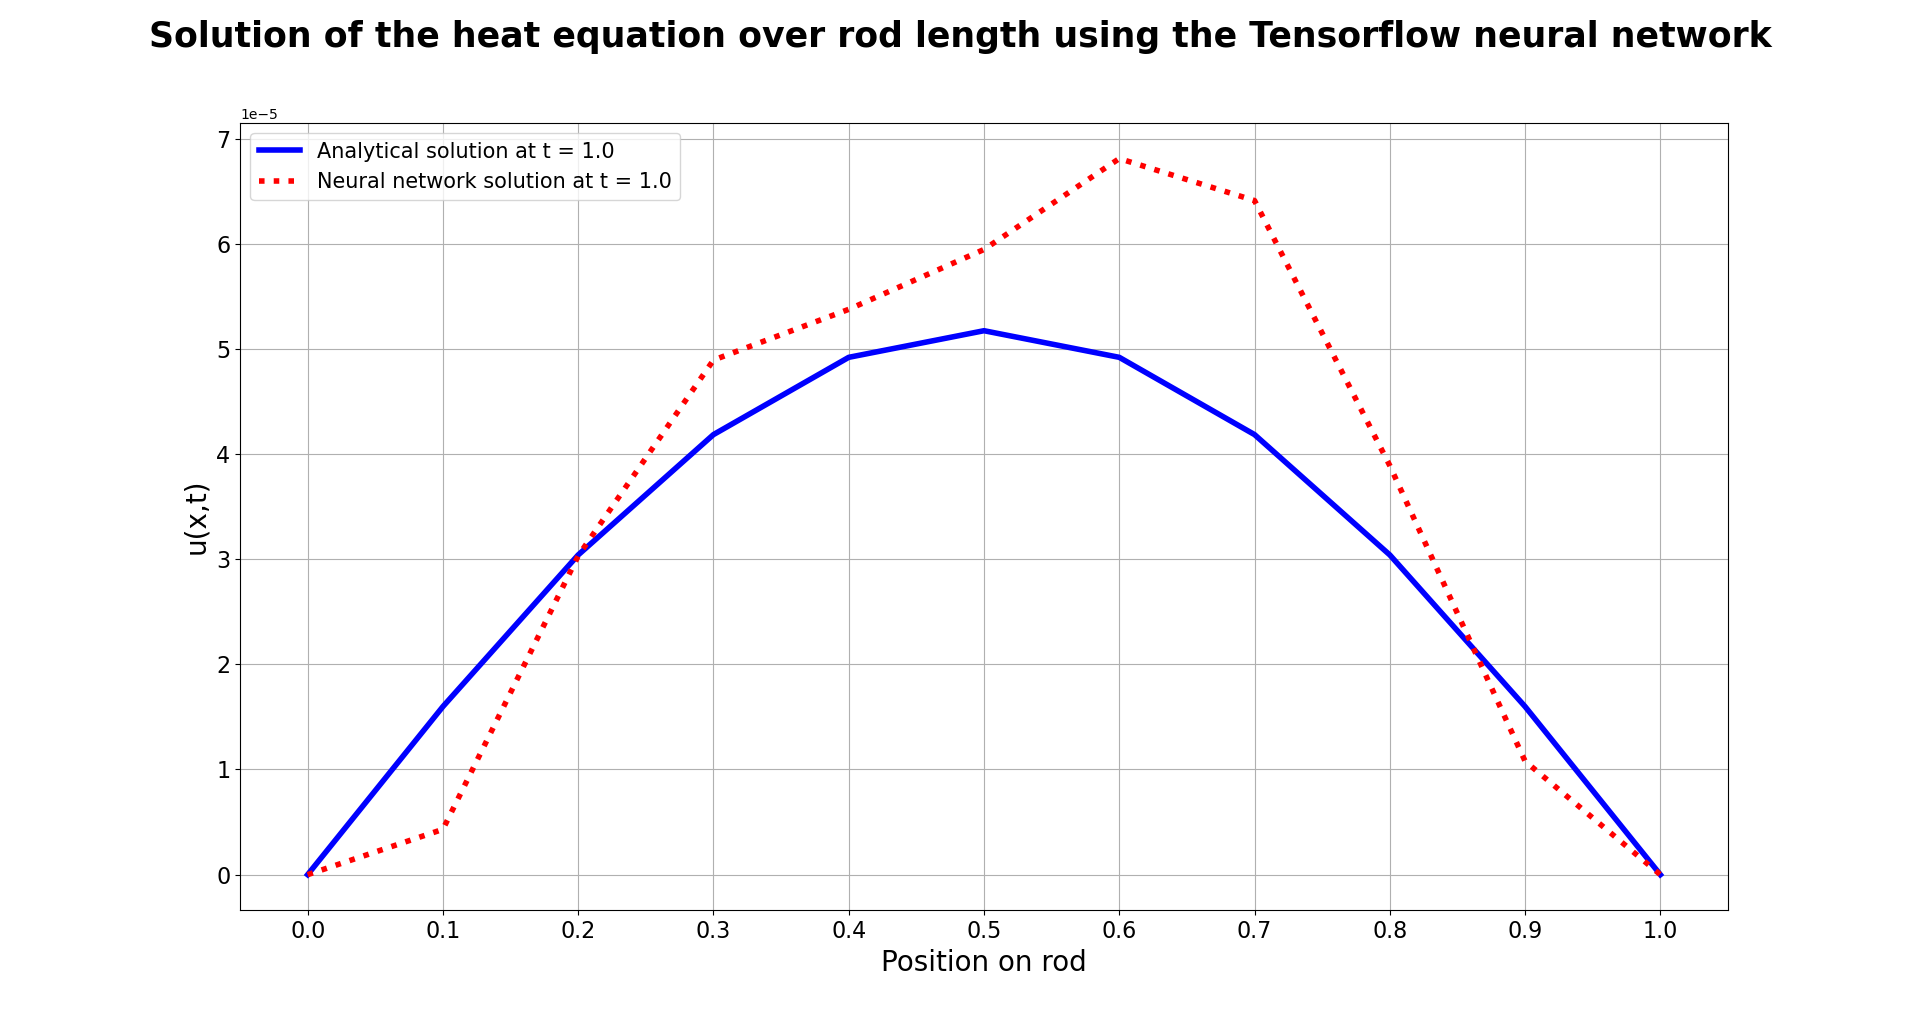 Solution of the heat equation over rod length using the Tensorflow neural network
1e−5
Analytical solution at t = 1.0
Neural network solution at t = 1.0
7
6
5
4
3
2
1
0
u(x,t)
0.0 0.1 0.2 0.3 0.4 0.5 0.6 0.7 0.8 0.9 1.0
Position on rod